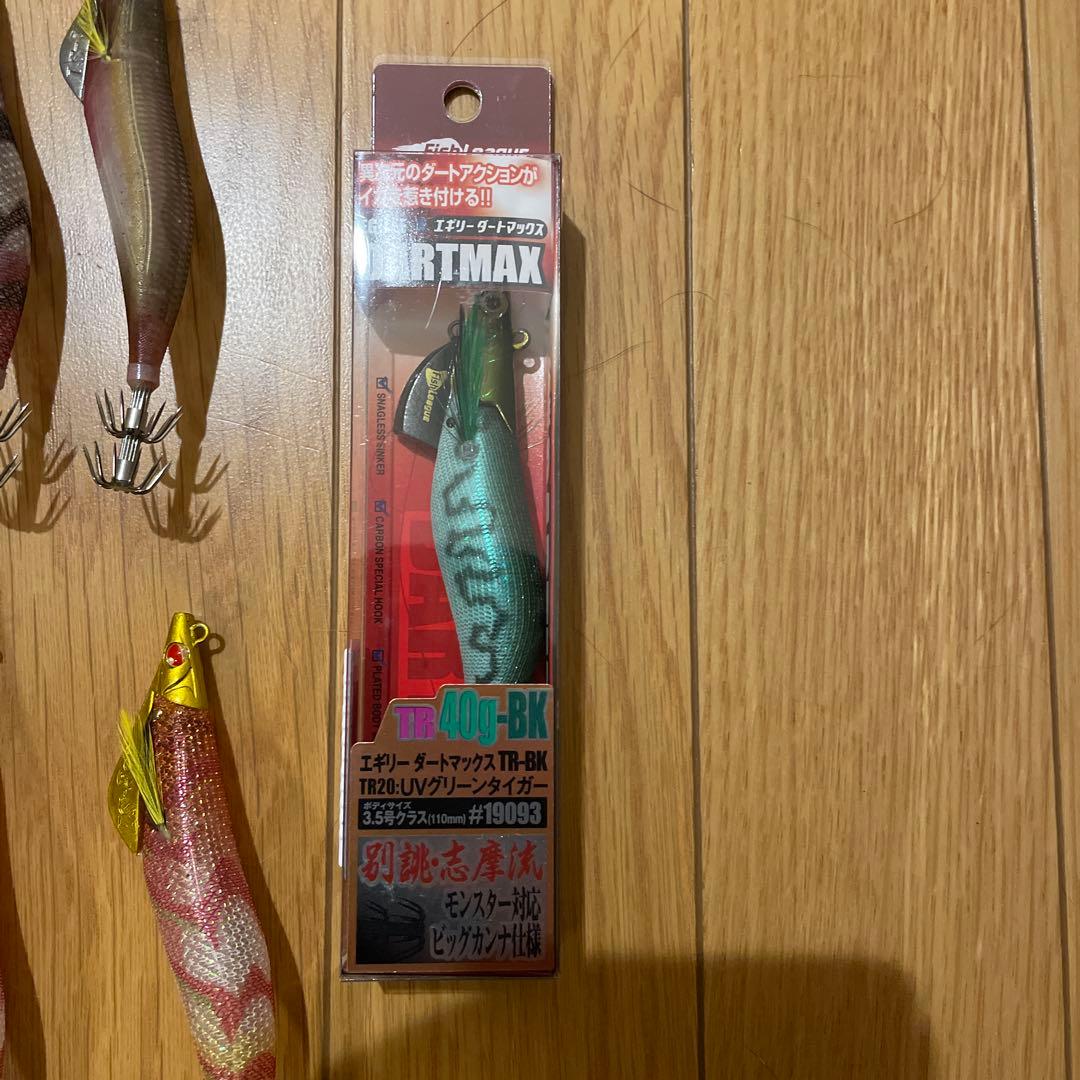 FishLeague
異次元のダートアクションが
イカを惹き付ける!!
エギリー ダートマックス
DARTMAX
FISHLEAGUE
SNAGLESS SINKER
CARBON SPECIAL HOOK
PLATED BODY
TR 40g-BK
エギリー ダートマックス TR-BK
TR20:UVグリーンタイガー
ボディサイズ
3.5号クラス(110mm) #19093
別誂・志摩流
モンスター対応
ビッグカンナ仕様